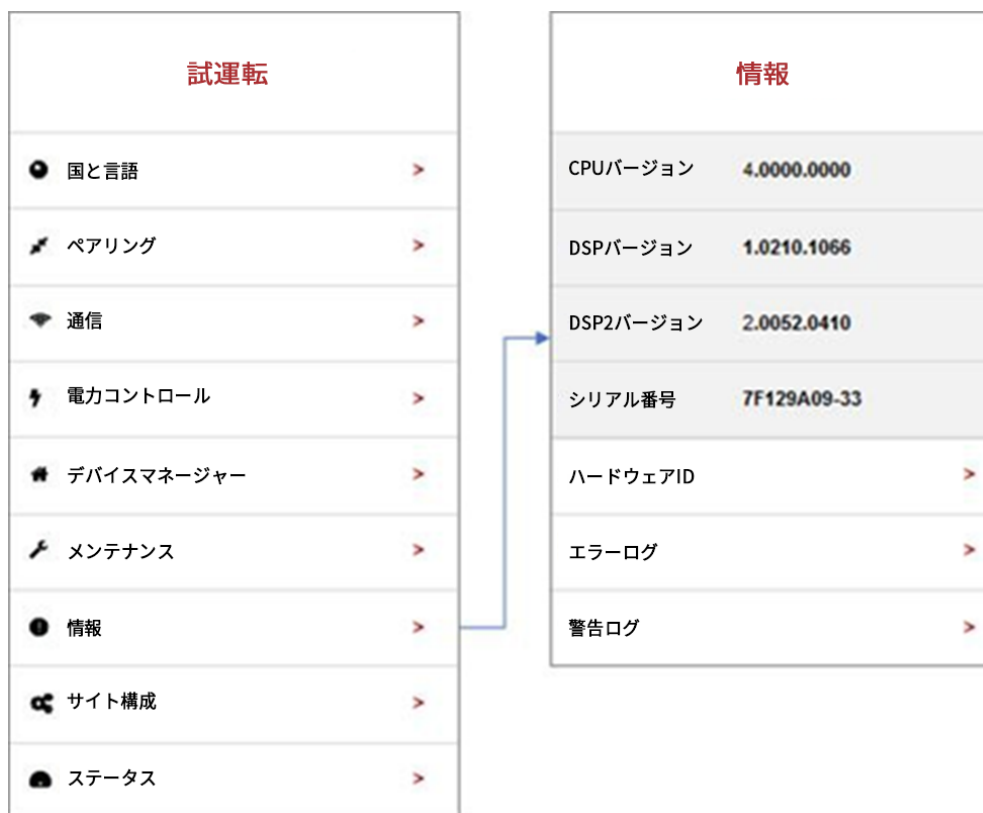 試運転
国と言語 >
ペアリング >
通信 >
電力コントロール >
デバイスマネージャー >
メンテナンス >
情報 >
サイト構成 >
ステータス >
情報
CPUバージョン 4.0000.0000
DSPバージョン 1.0210.1066
DSP2バージョン 2.0052.0410
シリアル番号 7F129A09-33
ハードウェアID >
エラーログ >
警告ログ >